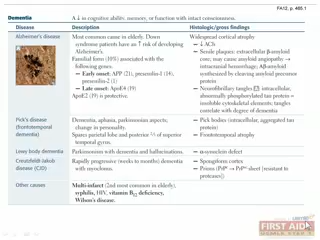 FA12, p. 485.1
Dementia
A ↓ in cognitive ability, memory, or function with intact consciousness.
Disease
Description
Histologic/gross findings
Alzheimer's disease
Most common cause in elderly. Down
syndrome patients have an ↑ risk of developing
Alzheimer's.
Familial form (10%) associated with the
following genes:
– Early onset: APP (21), presenilin-1 (14),
presenilin-2 (1)
– Late onset: ApoE4 (19)
ApoE2 (19) is protective.
Widespread cortical atrophy
– ↓ ACh
– Senile plaques: extracellular β-amyloid
core; may cause amyloid angiopathy →
intracranial hemorrhage; Aβ-amyloid
synthesized by cleaving amyloid precursor
protein
– Neurofibrillary tangles: intracellular,
abnormally phosphorylated tau protein =
insoluble cytoskeletal elements; tangles
correlate with degree of dementia
Pick's disease
(frontotemporal
dementia)
Dementia, aphasia, parkinsonian aspects;
change in personality.
Spares parietal lobe and posterior 2/3 of superior
temporal gyrus.
– Pick bodies (intracellular, aggregated tau
protein)
– Frontotemporal atrophy
Lewy body dementia
Parkinsonism with dementia and hallucinations.
– α-synuclein defect
Creutzfeldt-Jakob
disease (CJD)
Rapidly progressive (weeks to months) dementia
with myoclonus.
– Spongiform cortex
– Prions (PrPᶜ → PrPˢᶜ sheet [resistant to
proteases])
Other causes
Multi-infarct (2nd most common in elderly),
syphilis, HIV, vitamin B12 deficiency,
Wilson's disease.
FIRST AID